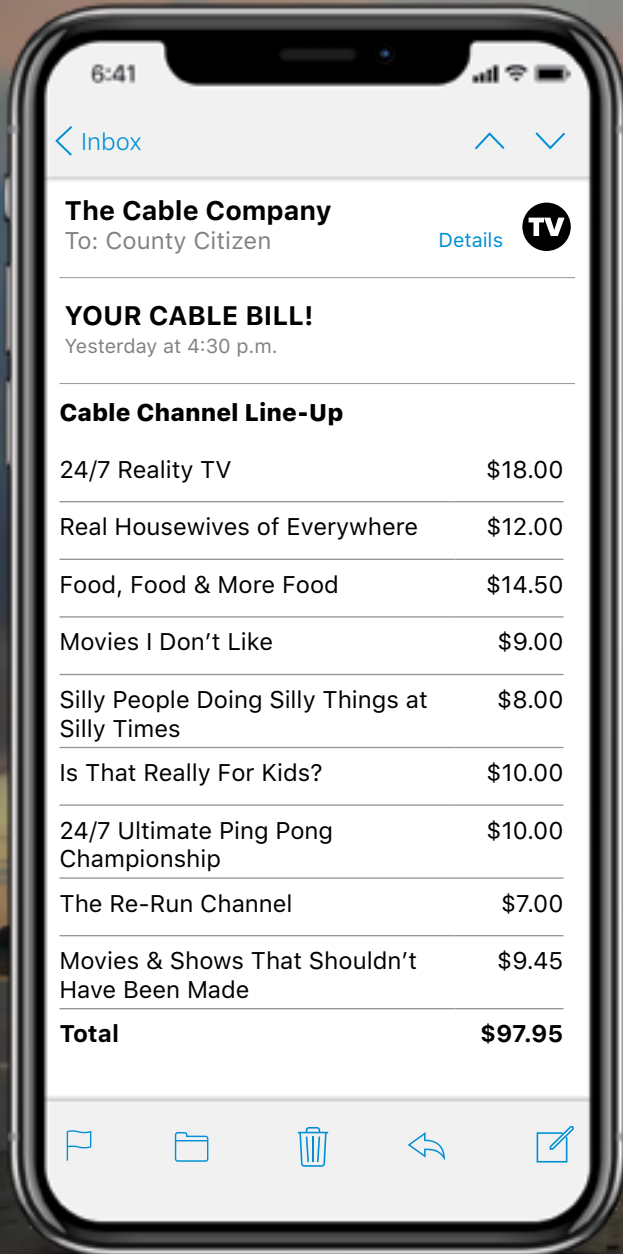 6:41
Inbox
The Cable Company
To: County Citizen
Details
TV
YOUR CABLE BILL!
Yesterday at 4:30 p.m.
Cable Channel Line-Up
24/7 Reality TV $18.00
Real Housewives of Everywhere $12.00
Food, Food & More Food $14.50
Movies I Don’t Like $9.00
Silly People Doing Silly Things at $8.00
Silly Times
Is That Really For Kids? $10.00
24/7 Ultimate Ping Pong $10.00
Championship
The Re-Run Channel $7.00
Movies & Shows That Shouldn’t $9.45
Have Been Made
Total $97.95